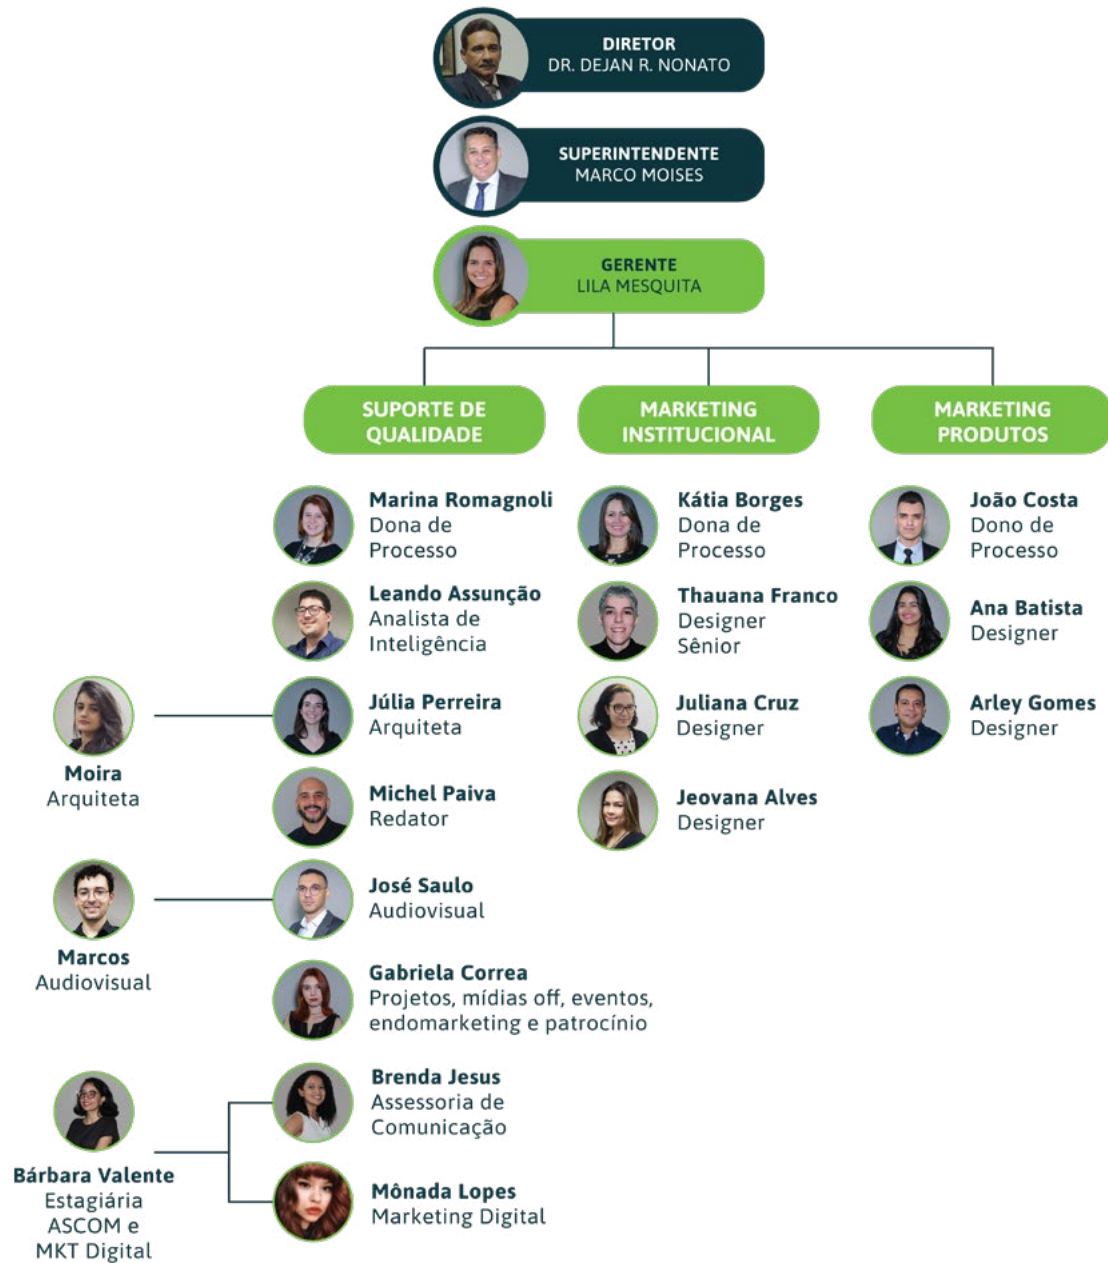 DIRETOR
DR. DEJAN R. NONATO
SUPERINTENDENTE
MARCO MOISES
GERENTE
LILA MESQUITA
SUPORTE DE
QUALIDADE
Marina Romagnoli
Dona de
Processo
Leando Assunção
Analista de
Inteligência
Júlia Perreira
Arquiteta
Moira
Arquiteta
Michel Paiva
Redator
José Saulo
Audiovisual
Marcos
Audiovisual
Gabriela Correa
Projetos, mídias off, eventos,
endomarketing e patrocínio
Brenda Jesus
Assessoria de
Comunicação
Mônada Lopes
Marketing Digital
Bárbara Valente
Estagiária
ASCOM e
MKT Digital
MARKETING
INSTITUCIONAL
Kátia Borges
Dona de
Processo
Thauana Franco
Designer
Sênior
Juliana Cruz
Designer
Jeovana Alves
Designer
MARKETING
PRODUTOS
João Costa
Dono de
Processo
Ana Batista
Designer
Arley Gomes
Designer